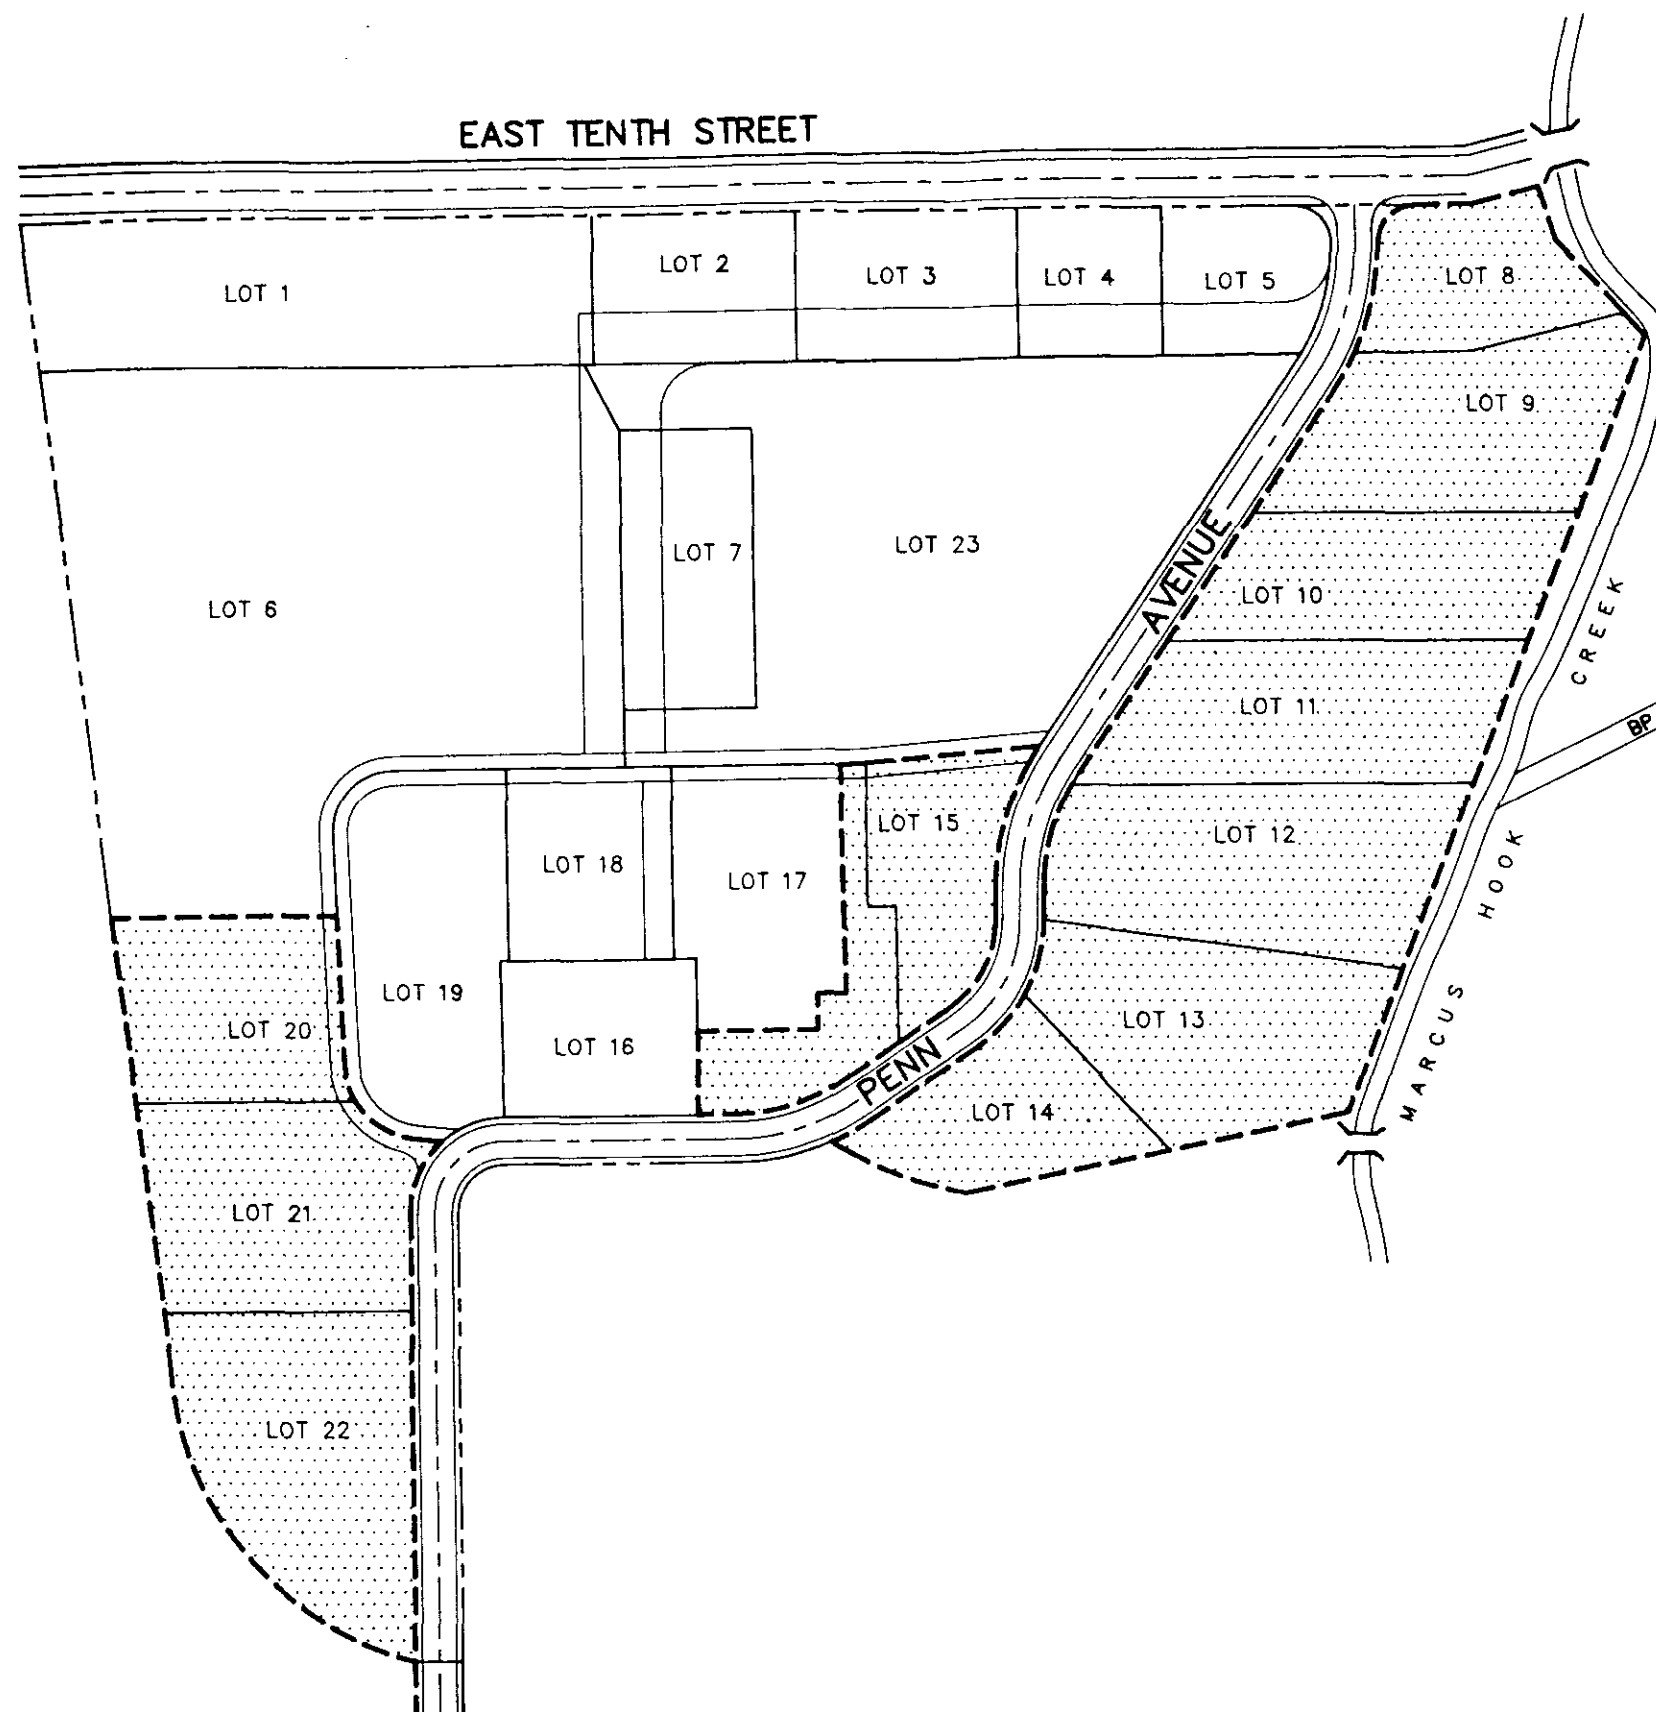 EAST TENTH STREET
LOT 1
LOT 2
LOT 3
LOT 4
LOT 5
LOT 8
LOT 9
LOT 7
LOT 23
LOT 6
LOT 10
LOT 11
LOT 12
LOT 15
LOT 18
LOT 17
LOT 19
LOT 20
LOT 16
LOT 13
LOT 14
LOT 21
LOT 22
PENN AVENUE
MARCUS HOOK CREEK
BP